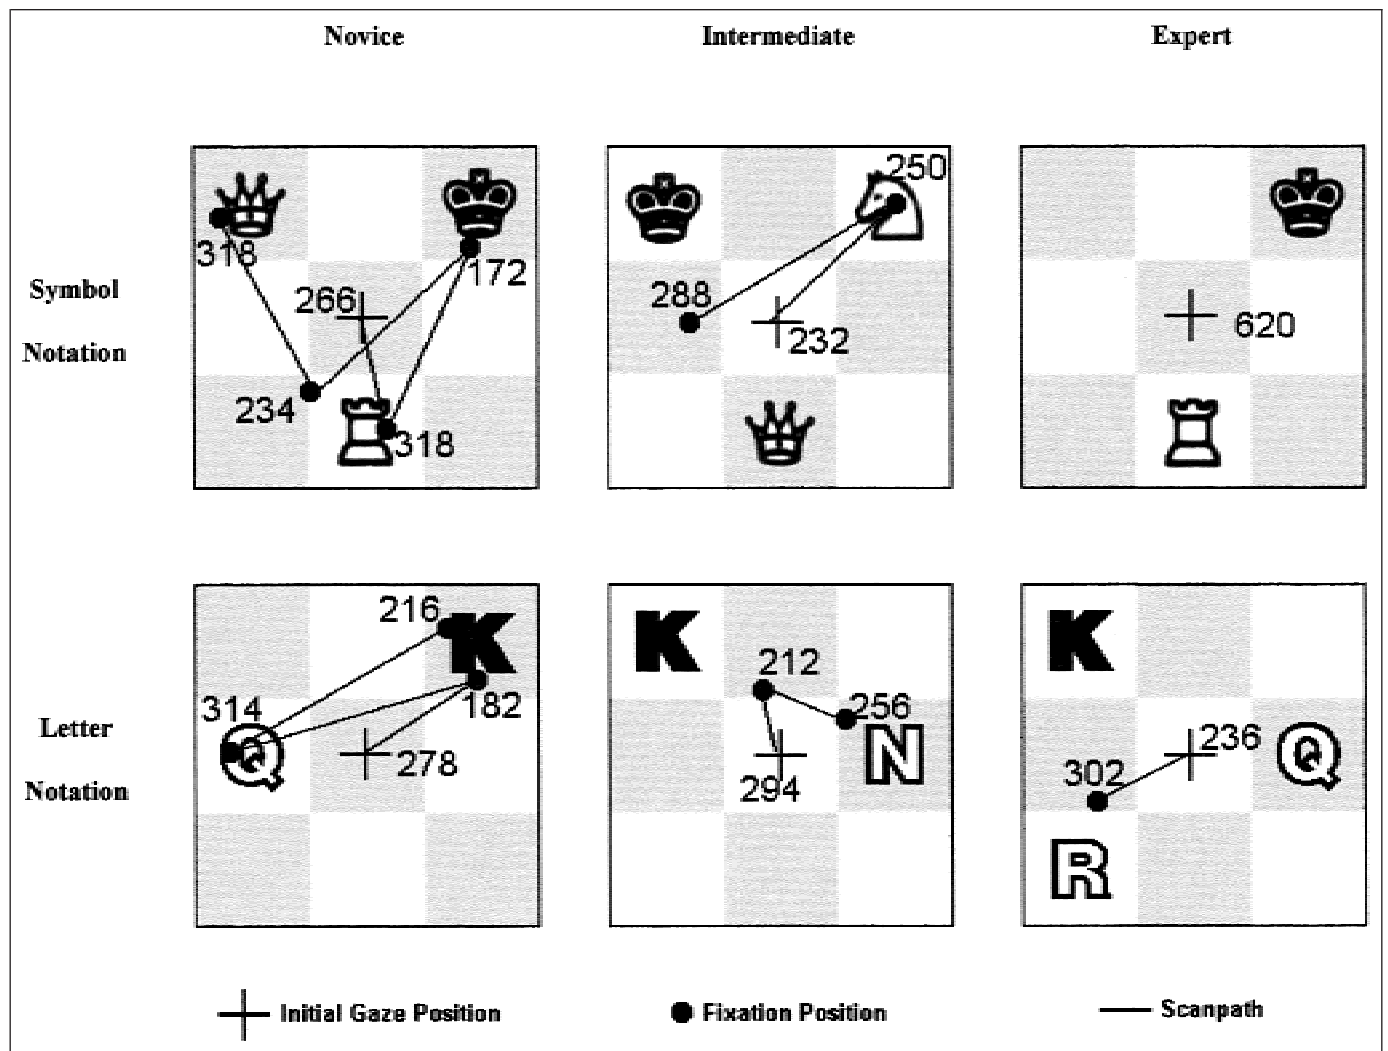 Novice Intermediate Expert
Symbol
Notation
318
266
172
234
318
250
288
232
620
Letter
Notation
216
K
314
182
Q
278
K
212
256
N
294
K
236
Q
302
R
Initial Gaze Position Fixation Position Scanpath